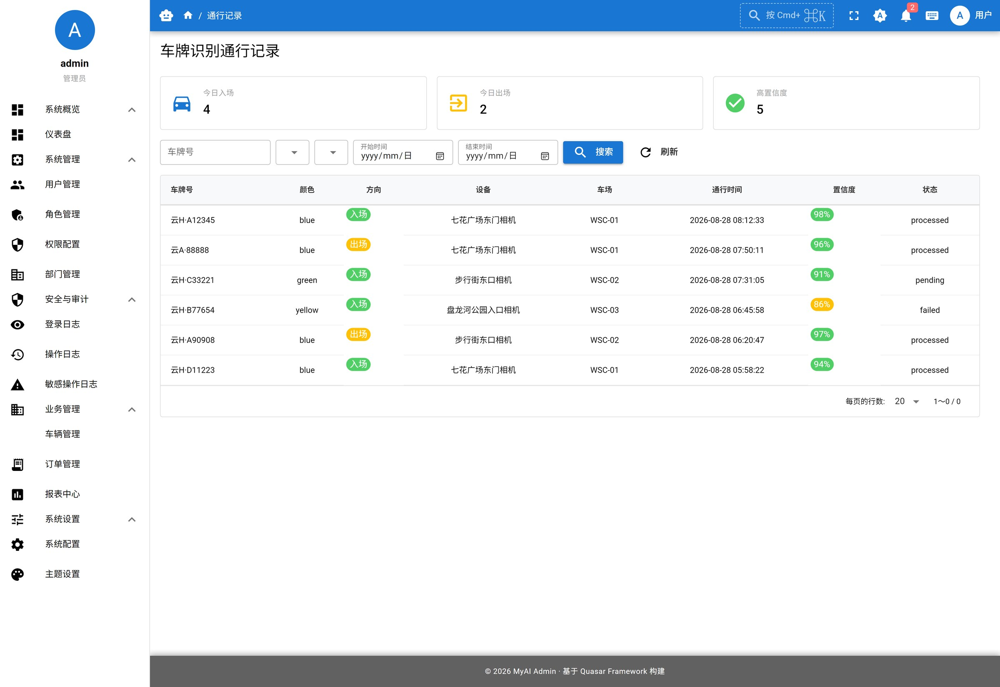 A
admin
管理员
系统概览
仪表盘
系统管理
用户管理
角色管理
权限配置
部门管理
安全与审计
登录日志
操作日志
敏感操作日志
业务管理
车辆管理
订单管理
报表中心
系统设置
系统配置
主题设置
/ 通行记录
按 Cmd+ ⌘K
A
2
A 用户
车牌识别通行记录
今日入场
4
今日出场
2
高置信度
5
车牌号
开始时间
yyyy/mm/日
结束时间
yyyy/mm/日
搜索
刷新
车牌号 颜色 方向 设备 车场 通行时间 置信度 状态
云H·A12345 blue 入场 七花广场东门相机 WSC-01 2026-08-28 08:12:33 98% processed
云A·88888 blue 出场 七花广场东门相机 WSC-01 2026-08-28 07:50:11 96% processed
云H·C33221 green 入场 步行街东口相机 WSC-02 2026-08-28 07:31:05 91% pending
云H·B77654 yellow 入场 盘龙河公园入口相机 WSC-03 2026-08-28 06:45:58 86% failed
云H·A90908 blue 出场 步行街东口相机 WSC-02 2026-08-28 06:20:47 97% processed
云H·D11223 blue 入场 七花广场东门相机 WSC-01 2026-08-28 05:58:22 94% processed
每页的行数: 20 1～0 / 0
© 2026 MyAI Admin · 基于 Quasar Framework 构建